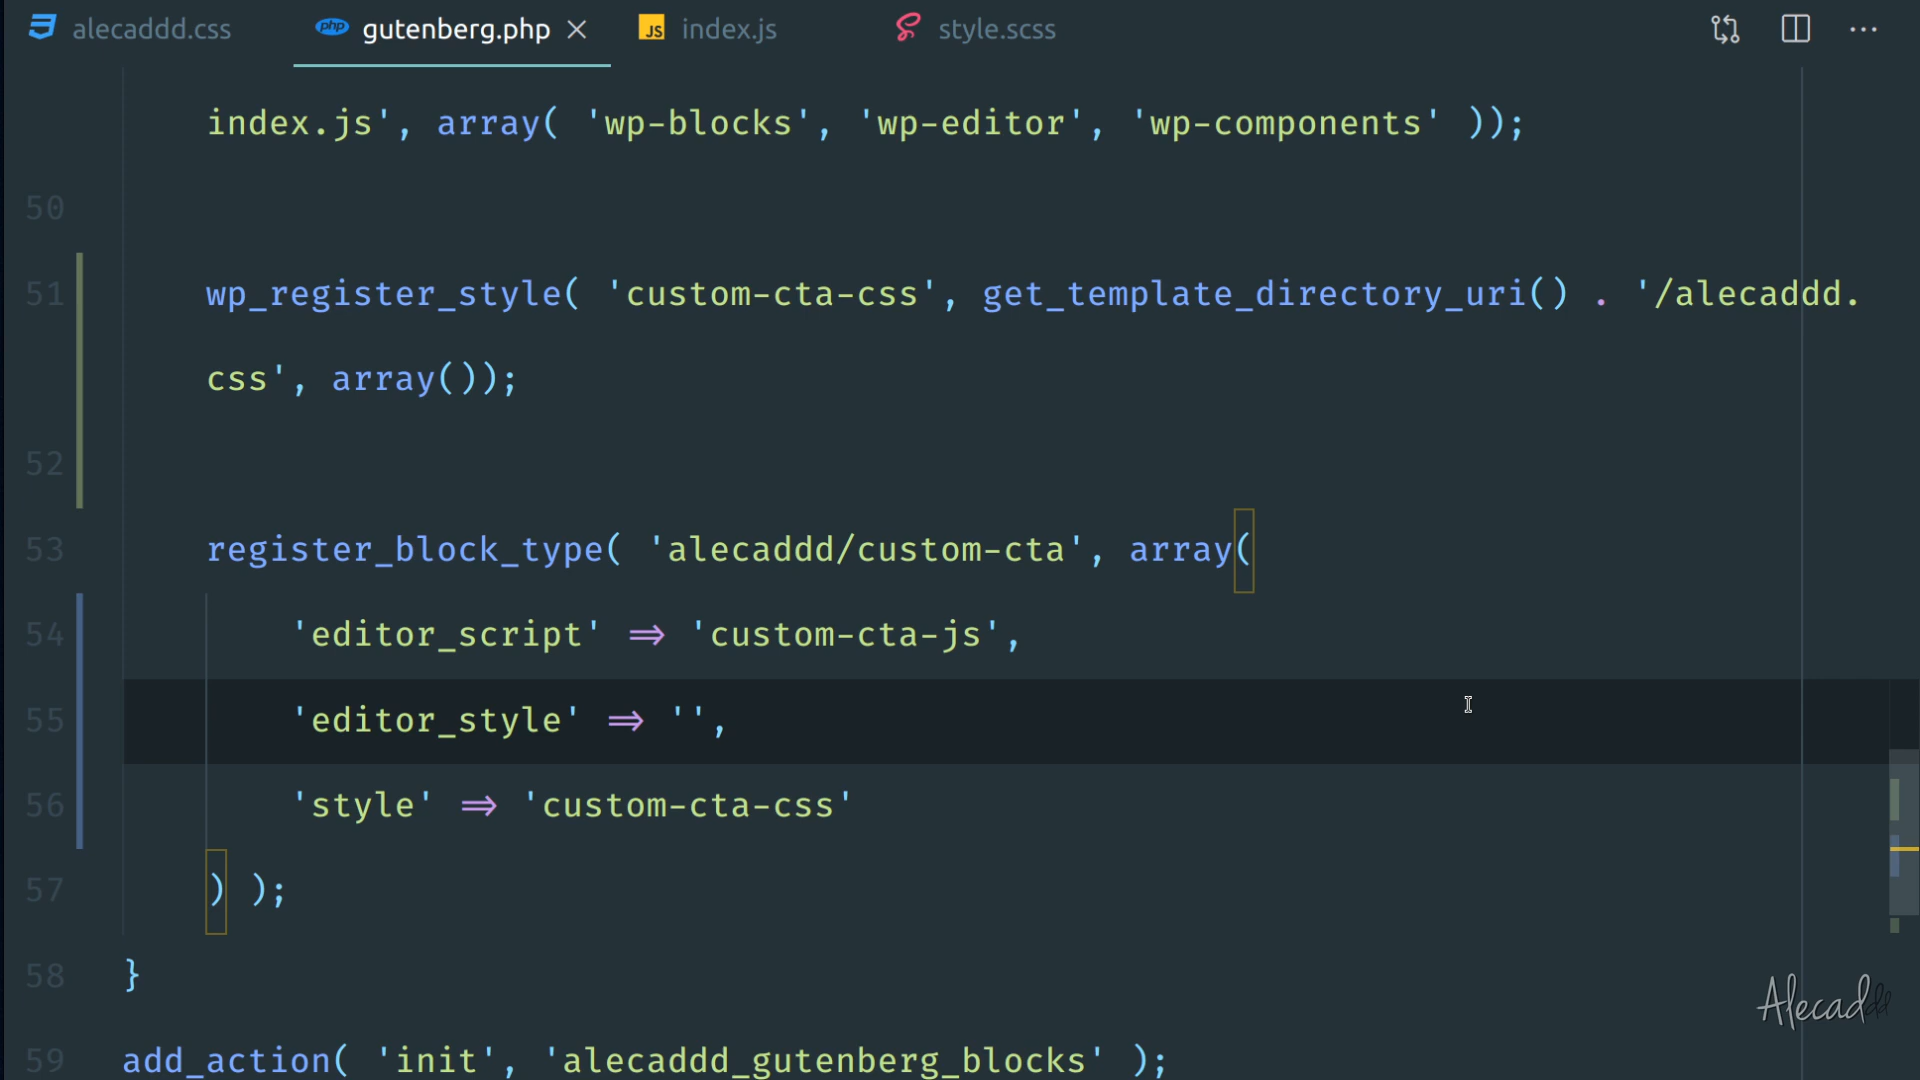 alecaddd.css php gutenberg.php JS index.js style.scss
index.js', array( 'wp-blocks', 'wp-editor', 'wp-components' ));
50
51 wp_register_style( 'custom-cta-css', get_template_directory_uri() . '/alecaddd.
css', array());
52
53 register_block_type( 'alecaddd/custom-cta', array(
54 'editor_script' => 'custom-cta-js',
55 'editor_style' => '',
56 'style' => 'custom-cta-css'
57 ) );
58 }
59 add_action( 'init', 'alecaddd_gutenberg_blocks' );
Alecaddd